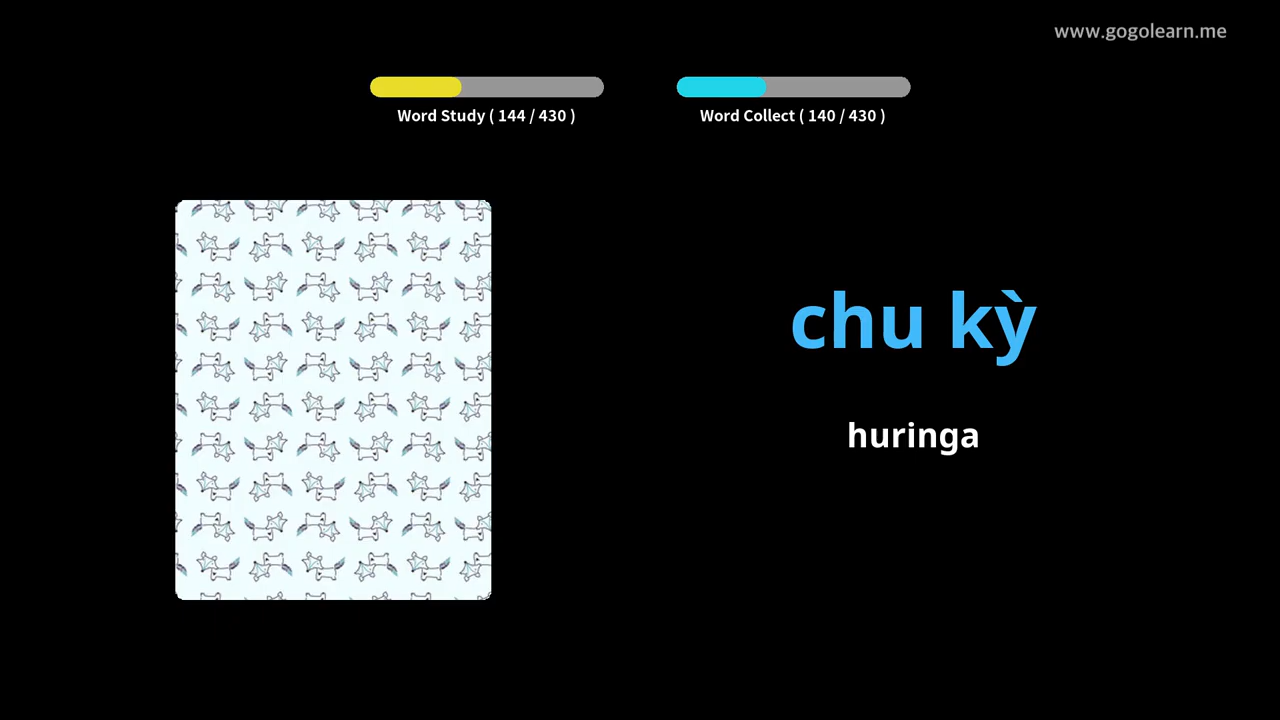 www.gogolearn.me
Word Study ( 144 / 430 )
Word Collect ( 140 / 430 )
chu kỳ
huringa